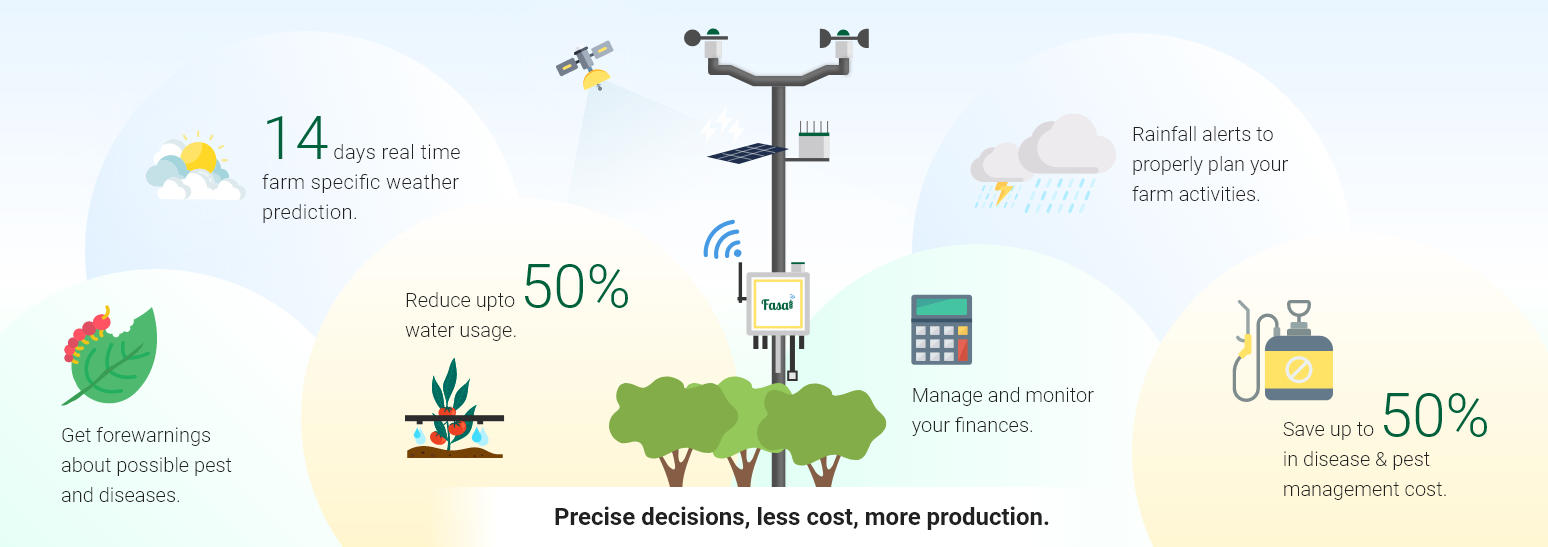 14 days real time
farm specific weather
prediction.
Rainfall alerts to
properly plan your
farm activities.
Reduce upto 50%
water usage.
Fasal
Get forewarnings
about possible pest
and diseases.
Manage and monitor
your finances.
Save up to 50%
in disease & pest
management cost.
Precise decisions, less cost, more production.